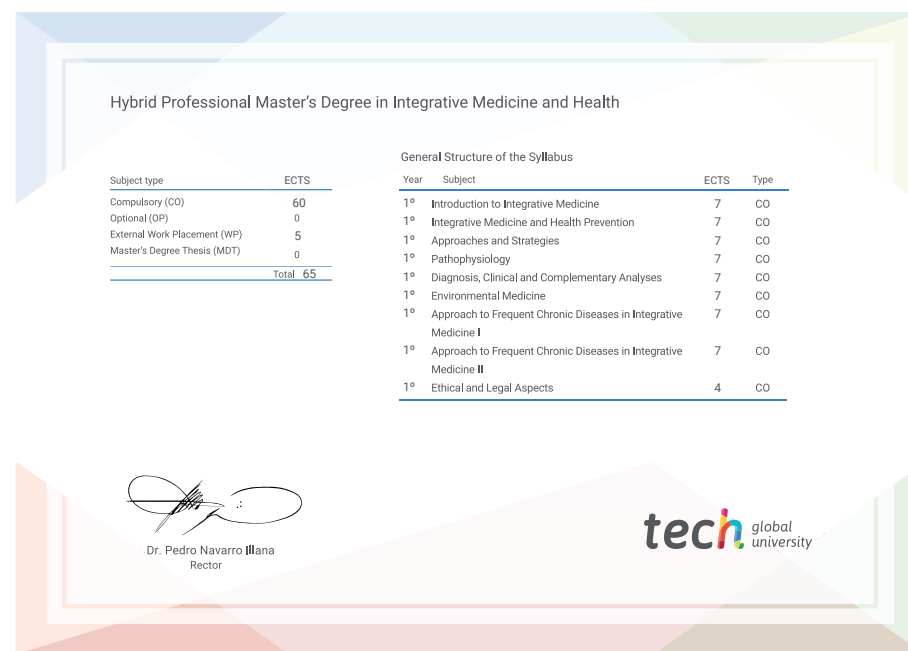 Hybrid Professional Master's Degree in Integrative Medicine and Health
Subject type ECTS
Compulsory (CO) 60
Optional (OP) 0
External Work Placement (WP) 5
Master's Degree Thesis (MDT) 0
Total 65
General Structure of the Syllabus
Year Subject ECTS Type
1º Introduction to Integrative Medicine 7 CO
1º Integrative Medicine and Health Prevention 7 CO
1º Approaches and Strategies 7 CO
1º Pathophysiology 7 CO
1º Diagnosis, Clinical and Complementary Analyses 7 CO
1º Environmental Medicine 7 CO
1º Approach to Frequent Chronic Diseases in Integrative 7 CO
Medicine I
1º Approach to Frequent Chronic Diseases in Integrative 7 CO
Medicine II
1º Ethical and Legal Aspects 4 CO
Dr. Pedro Navarro Illana
Rector
tech global
university